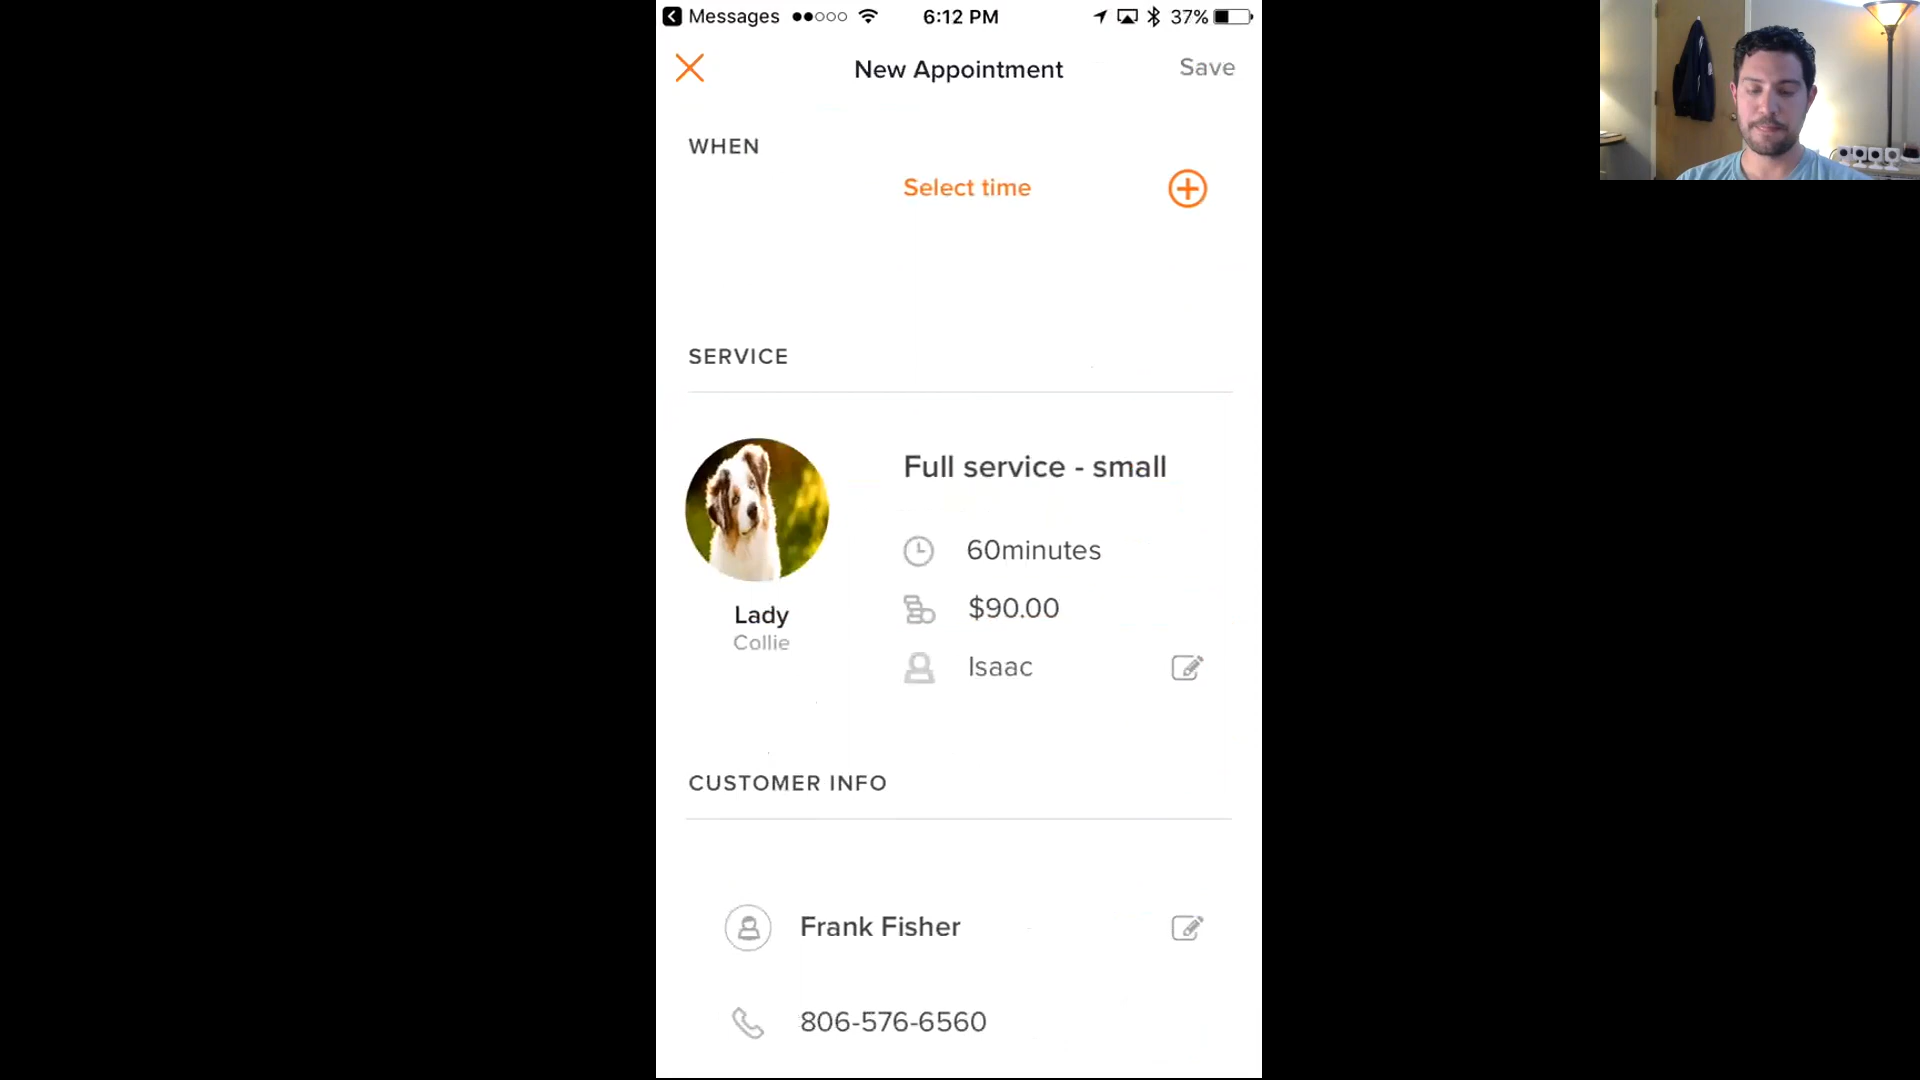 Messages 6:12 PM 37%
New Appointment Save
WHEN
Select time
SERVICE
Full service - small
60minutes
$90.00
Isaac
Lady
Collie
CUSTOMER INFO
Frank Fisher
806-576-6560